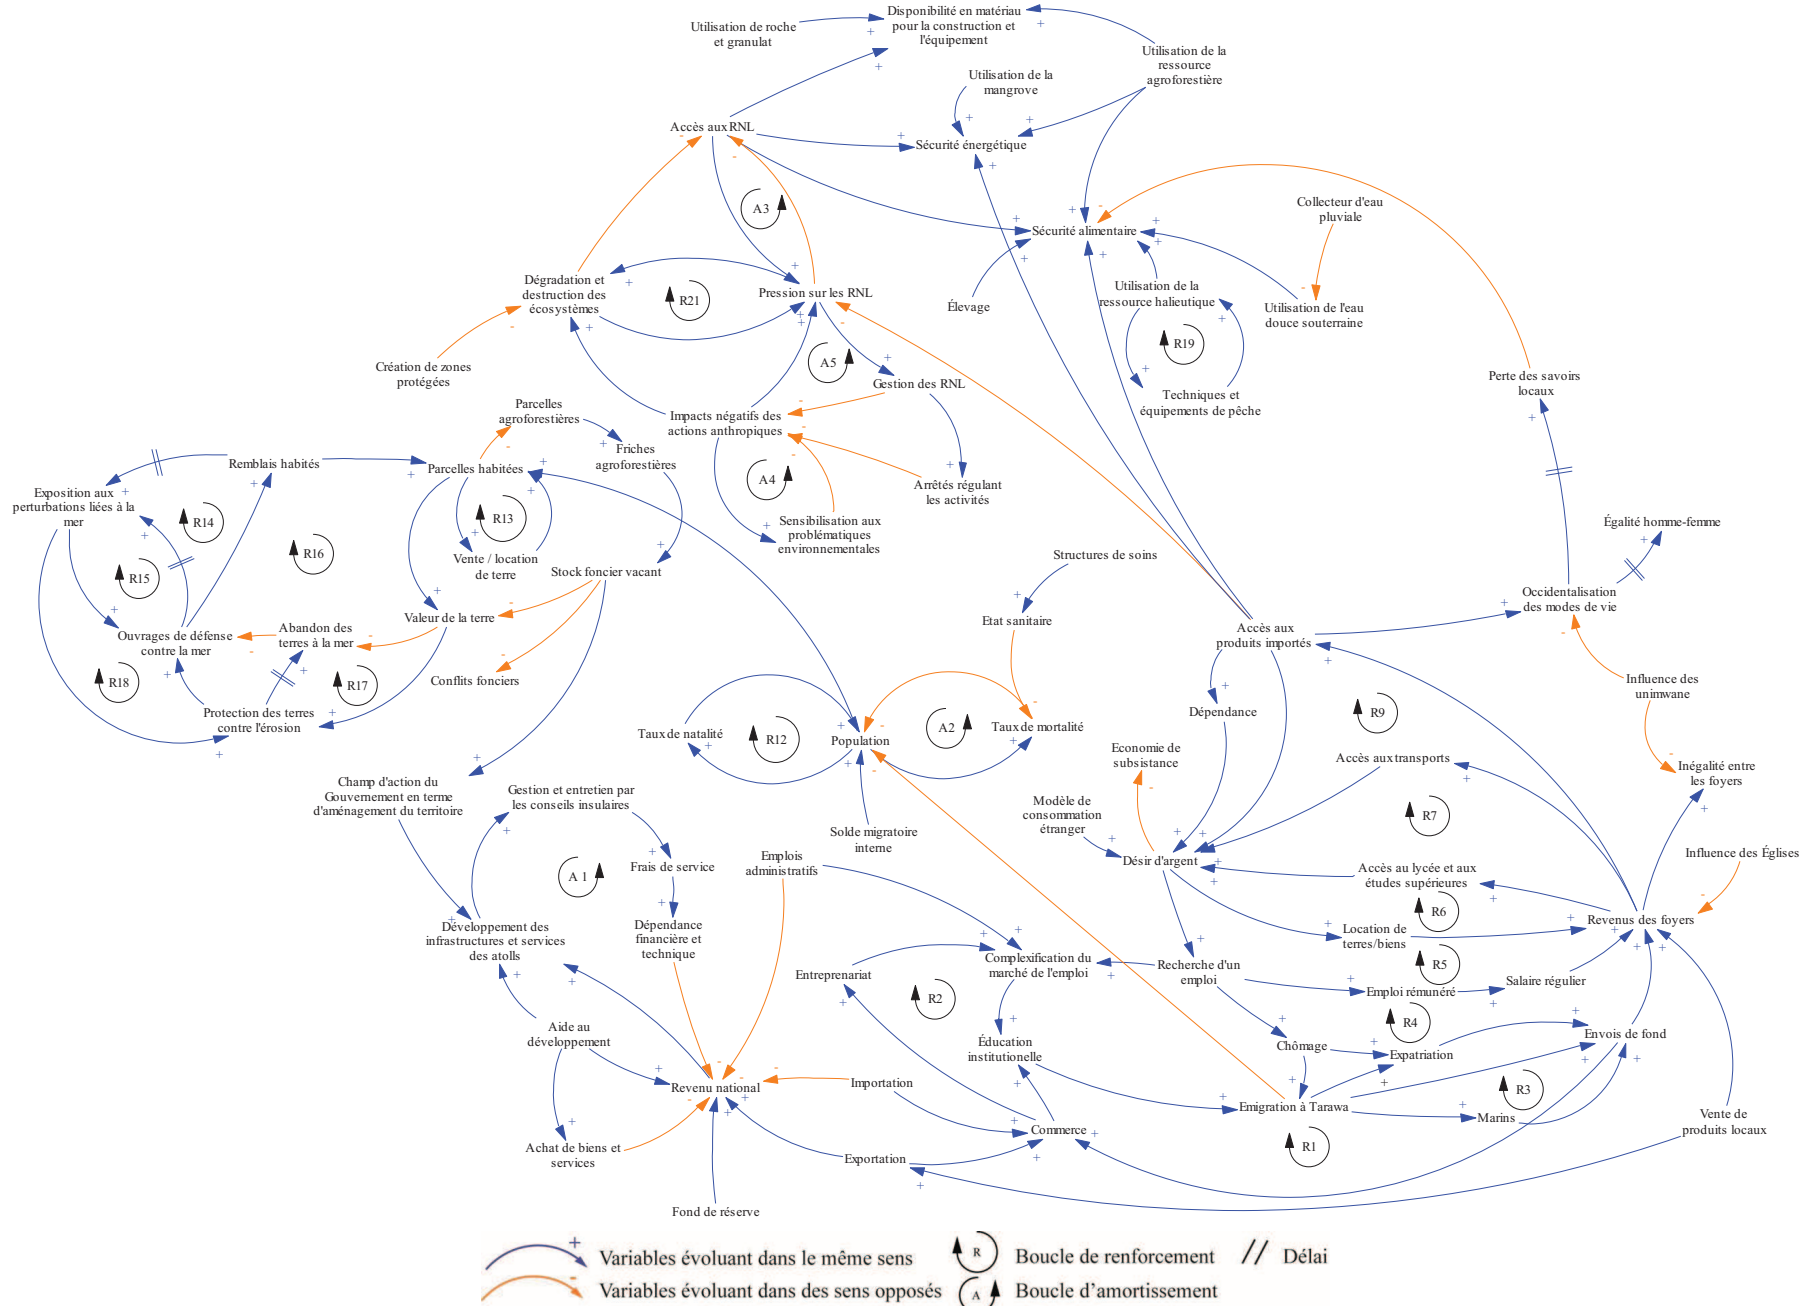 Utilisation de roche
et granulat
Disponibilité en matériau
pour la construction et
l'équipement
Utilisation de la
ressource
agroforestière
Utilisation de la
mangrove
Accès aux RNL
Sécurité énergétique
A3
Collecteur d'eau
pluviale
Sécurité alimentaire
Dégradation et
destruction des
écosystèmes
R21
Pression sur les RNL
Élevage
Utilisation de la
ressource halieutique
Utilisation de l'eau
douce souterraine
R19
Création de zones
protégées
A5
Gestion des RNL
Techniques et
équipements de pêche
Perte des savoirs
locaux
Parcelles
agroforestières
Impacts négatifs des
actions anthropiques
Friches
agroforestières
Remblais habités
Parcelles habitées
A4
Arrêtés régulant
les activités
Exposition aux
perturbations liées à la
mer
R14
R13
R16
Sensibilisation aux
problématiques
environnementales
Égalité homme-femme
R15
Vente / location
de terre
Stock foncier vacant
Structures de soins
Occidentalisation
des modes de vie
Valeur de la terre
Etat sanitaire
Ouvrages de défense
contre la mer
Abandon des
terres à la mer
Accès aux
produits importés
R18
R17
Conflits fonciers
Influence des
unimwane
Protection des terres
contre l'érosion
Dépendance
R9
Taux de natalité
R12
Population
A2
Taux de mortalité
Economie de
subsistance
Accès aux transports
Inégalité entre
les foyers
Champ d'action du
Gouvernement en terme
d'aménagement du territoire
Gestion et entretien par
les conseils insulaires
Modèle de
consommation
étranger
R7
Solde migratoire
interne
Désir d'argent
Influence des Églises
A 1
Frais de service
Emplois
administratifs
Accès au lycée et aux
études supérieures
R6
Revenus des foyers
Développement des
infrastructures et services
des atolls
Dépendance
financière et
technique
Location de
terres/biens
Entreprenariat
Complexification du
marché de l'emploi
Recherche d'un
emploi
R5
Emploi rémunéré
Salaire régulier
R2
R4
Aide au
développement
Éducation
institutionelle
Chômage
Expatriation
Envois de fond
Revenu national
Importation
R3
Emigration à Tarawa
Marins
Vente de
produits locaux
Commerce
R1
Achat de biens et
services
Exportation
Fond de réserve
+ Variables évoluant dans le même sens
R Boucle de renforcement
// Délai
- Variables évoluant dans des sens opposés
A Boucle d’amortissement